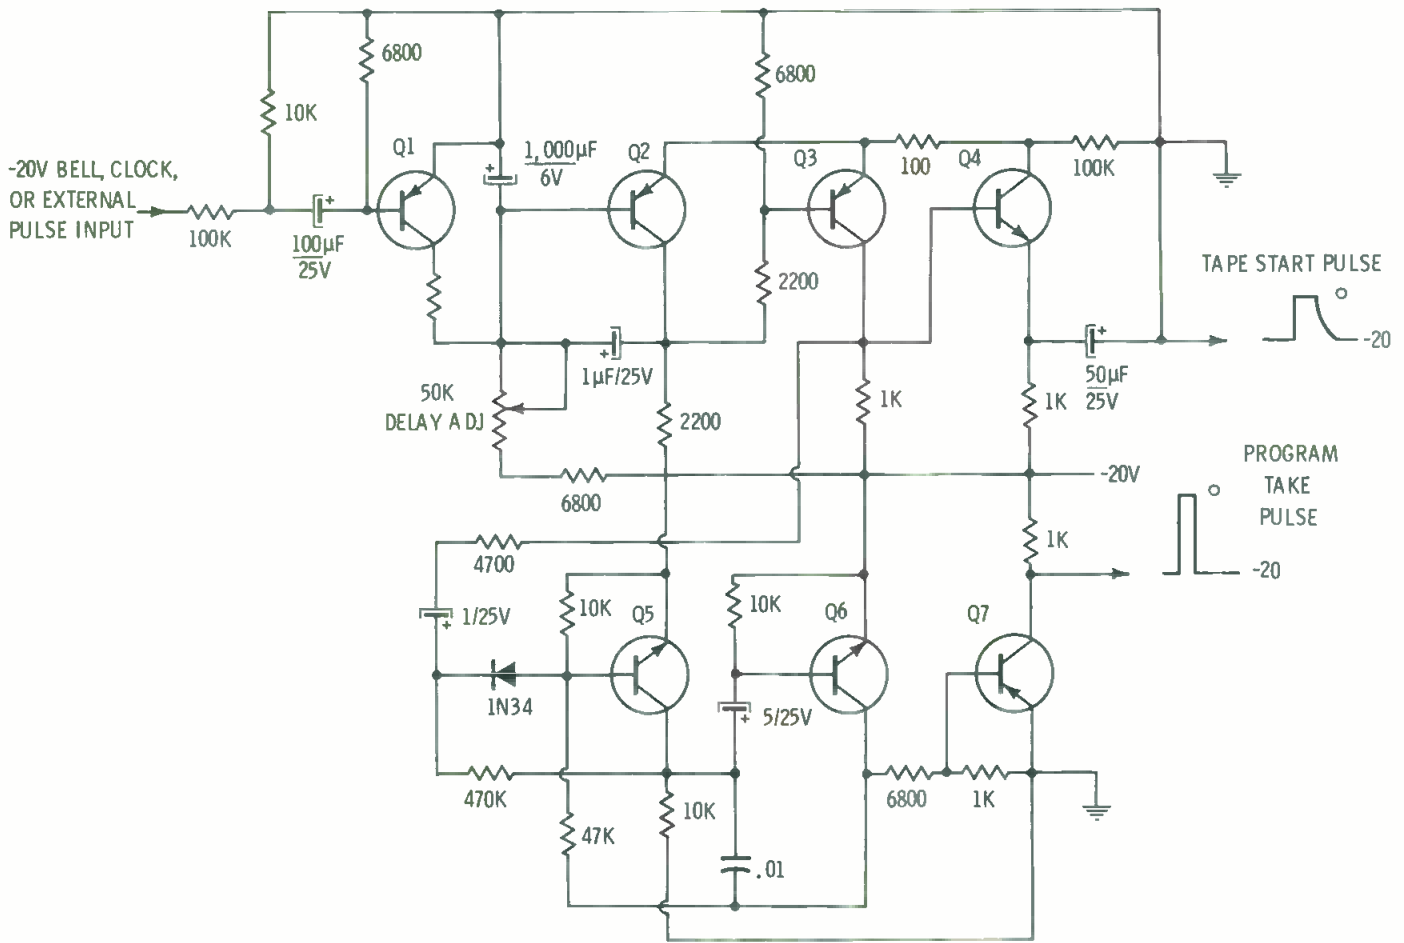 6800
6800
10K
Q1
1,000µF
6V
Q2
Q3
100
Q4
100K
-20V BELL, CLOCK,
OR EXTERNAL
PULSE INPUT
100K
100µF
25V
+
+
2200
TAPE START PULSE
O
-20
+
1µF/25V
+
50µF
25V
50K
DELAY ADJ
2200
1K
1K
-20V
6800
PROGRAM
TAKE
PULSE
O
-20
1K
4700
1/25V
+
10K
Q5
10K
Q6
Q7
1N34
5/25V
+
470K
10K
6800
1K
47K
.01